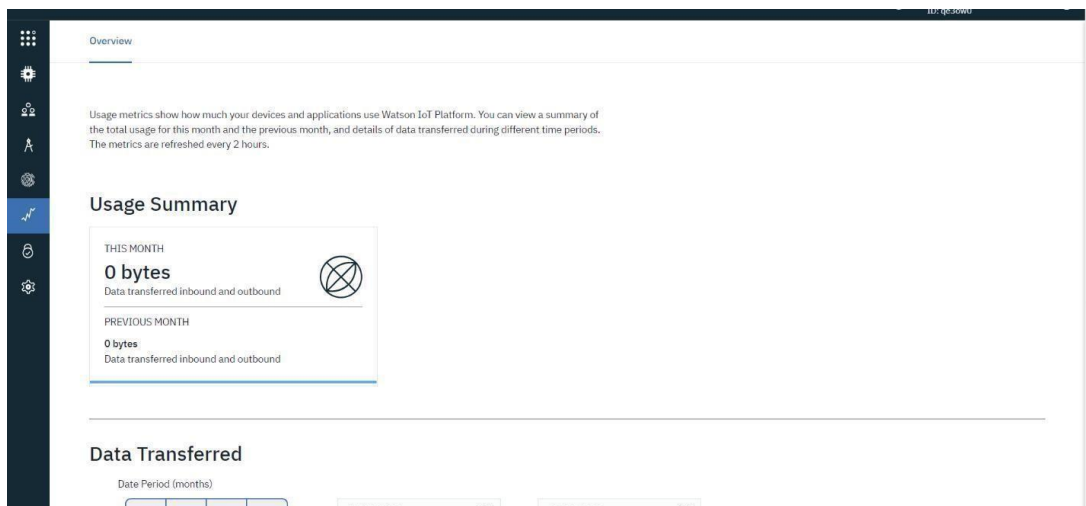 Overview
Usage metrics show how much your devices and applications use Watson IoT Platform. You can view a summary of
the total usage for this month and the previous month, and details of data transferred during different time periods.
The metrics are refreshed every 2 hours.
Usage Summary
THIS MONTH
0 bytes
Data transferred inbound and outbound
PREVIOUS MONTH
0 bytes
Data transferred inbound and outbound
Data Transferred
Date Period (months)